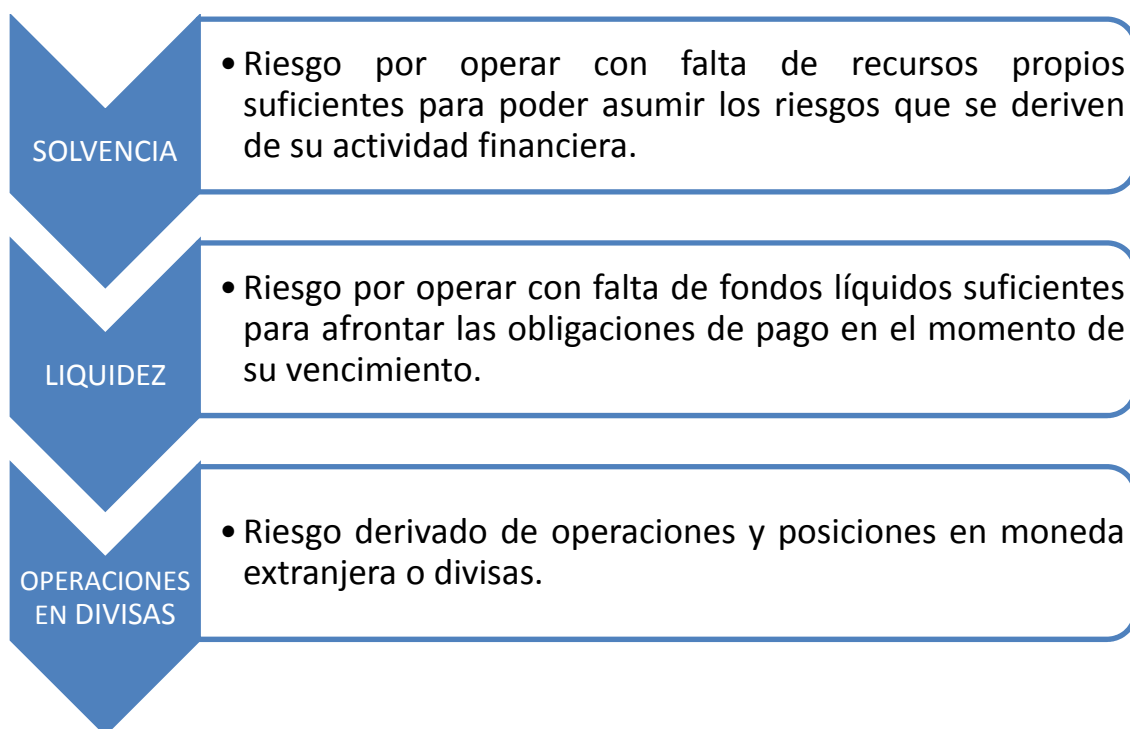 SOLVENCIA
• Riesgo por operar con falta de recursos propios
suficientes para poder asumir los riesgos que se deriven
de su actividad financiera.
LIQUIDEZ
• Riesgo por operar con falta de fondos líquidos suficientes
para afrontar las obligaciones de pago en el momento de
su vencimiento.
OPERACIONES
EN DIVISAS
• Riesgo derivado de operaciones y posiciones en moneda
extranjera o divisas.